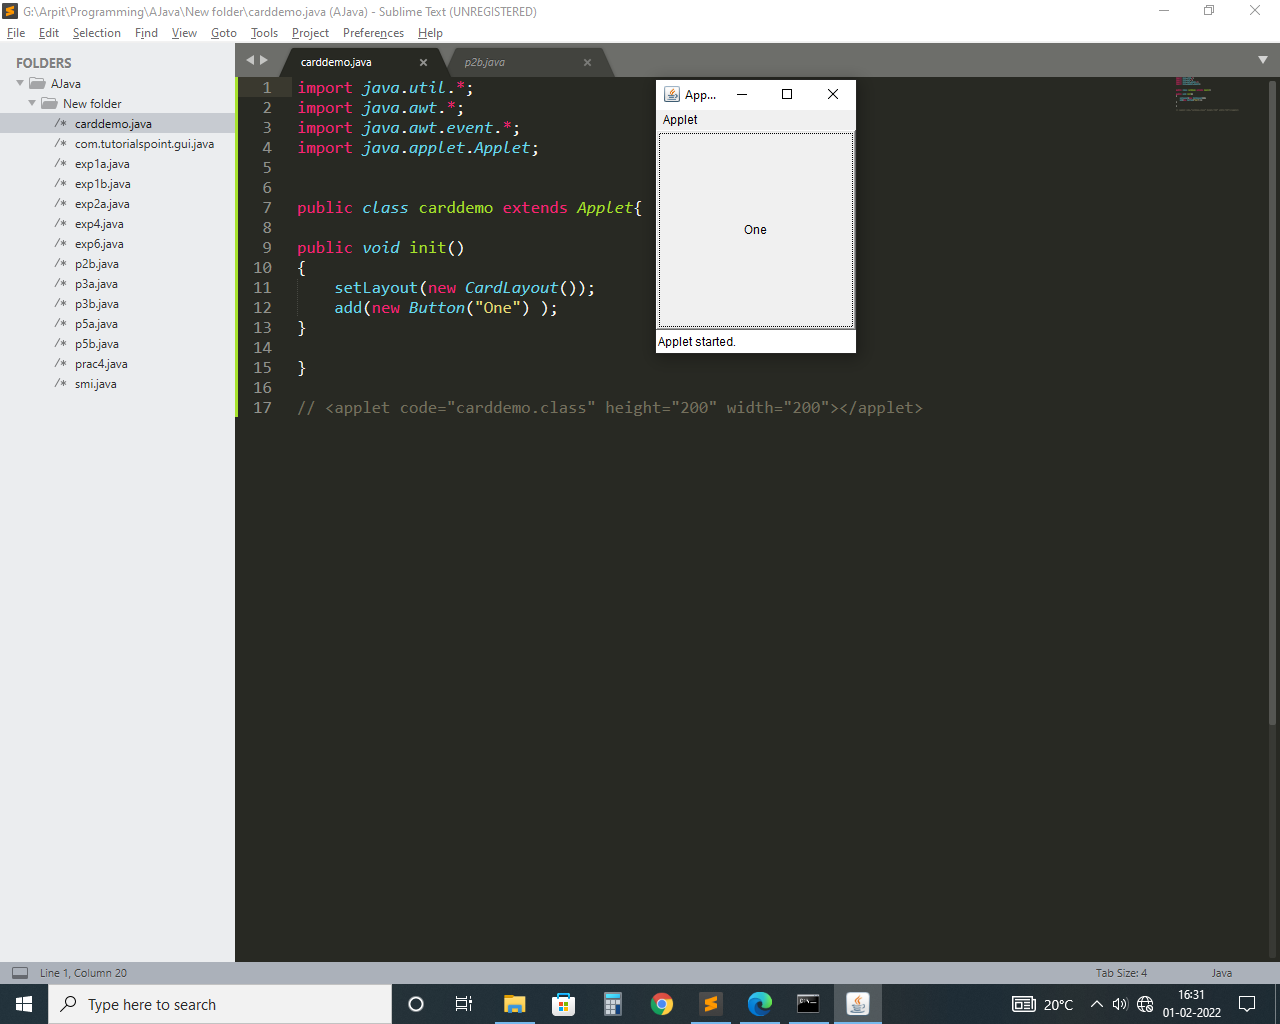 G:\Arpit\Programming\AJava\New folder\carddemo.java (AJava) - Sublime Text (UNREGISTERED)
File Edit Selection Find View Goto Tools Project Preferences Help
FOLDERS
AJava
New folder
/* carddemo.java
/* com.tutorialspoint.gui.java
/* exp1a.java
/* exp1b.java
/* exp2a.java
/* exp4.java
/* exp6.java
/* p2b.java
/* p3a.java
/* p3b.java
/* p5a.java
/* p5b.java
/* prac4.java
/* smi.java
carddemo.java × p2b.java ×
1 import java.util.*;
2 import java.awt.*;
3 import java.awt.event.*;
4 import java.applet.Applet;
5
6
7 public class carddemo extends Applet{
8
9 public void init()
10 {
11 setLayout(new CardLayout());
12 add(new Button("One") );
13 }
14
15 }
16
17 // <applet code="carddemo.class" height="200" width="200"></applet>
App...
Applet
One
Applet started.
Line 1, Column 20 Tab Size: 4 Java
Type here to search
20°C
16:31
01-02-2022